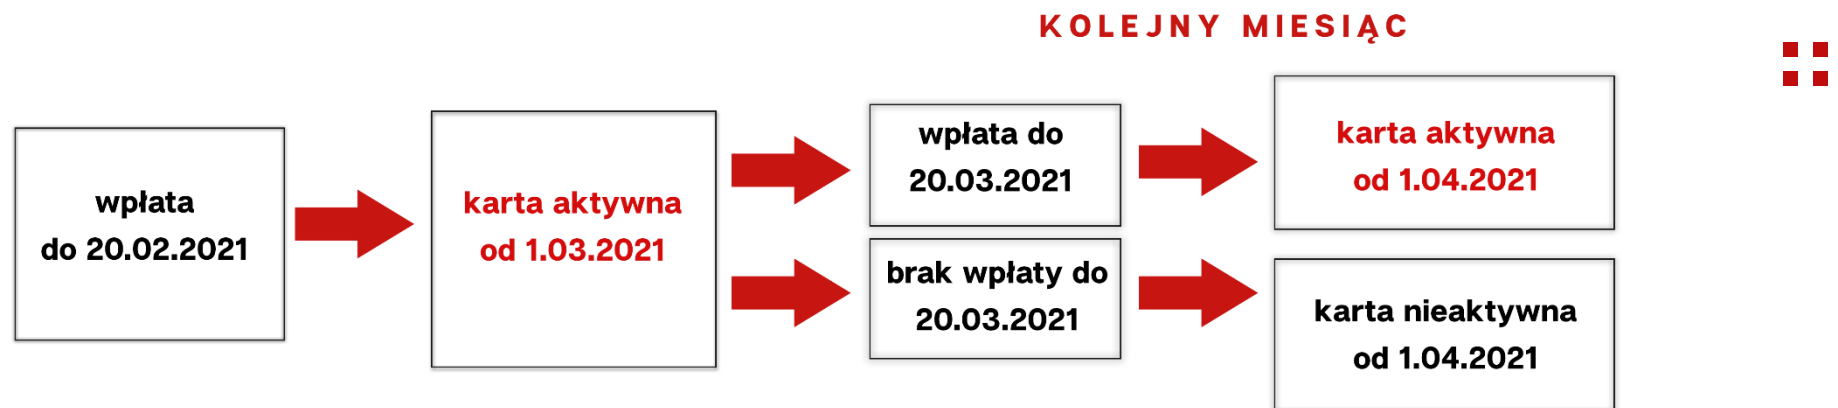 KOLEJNY MIESIĄC
wpłata
do 20.02.2021
karta aktywna
od 1.03.2021
wpłata do
20.03.2021
karta aktywna
od 1.04.2021
brak wpłaty do
20.03.2021
karta nieaktywna
od 1.04.2021